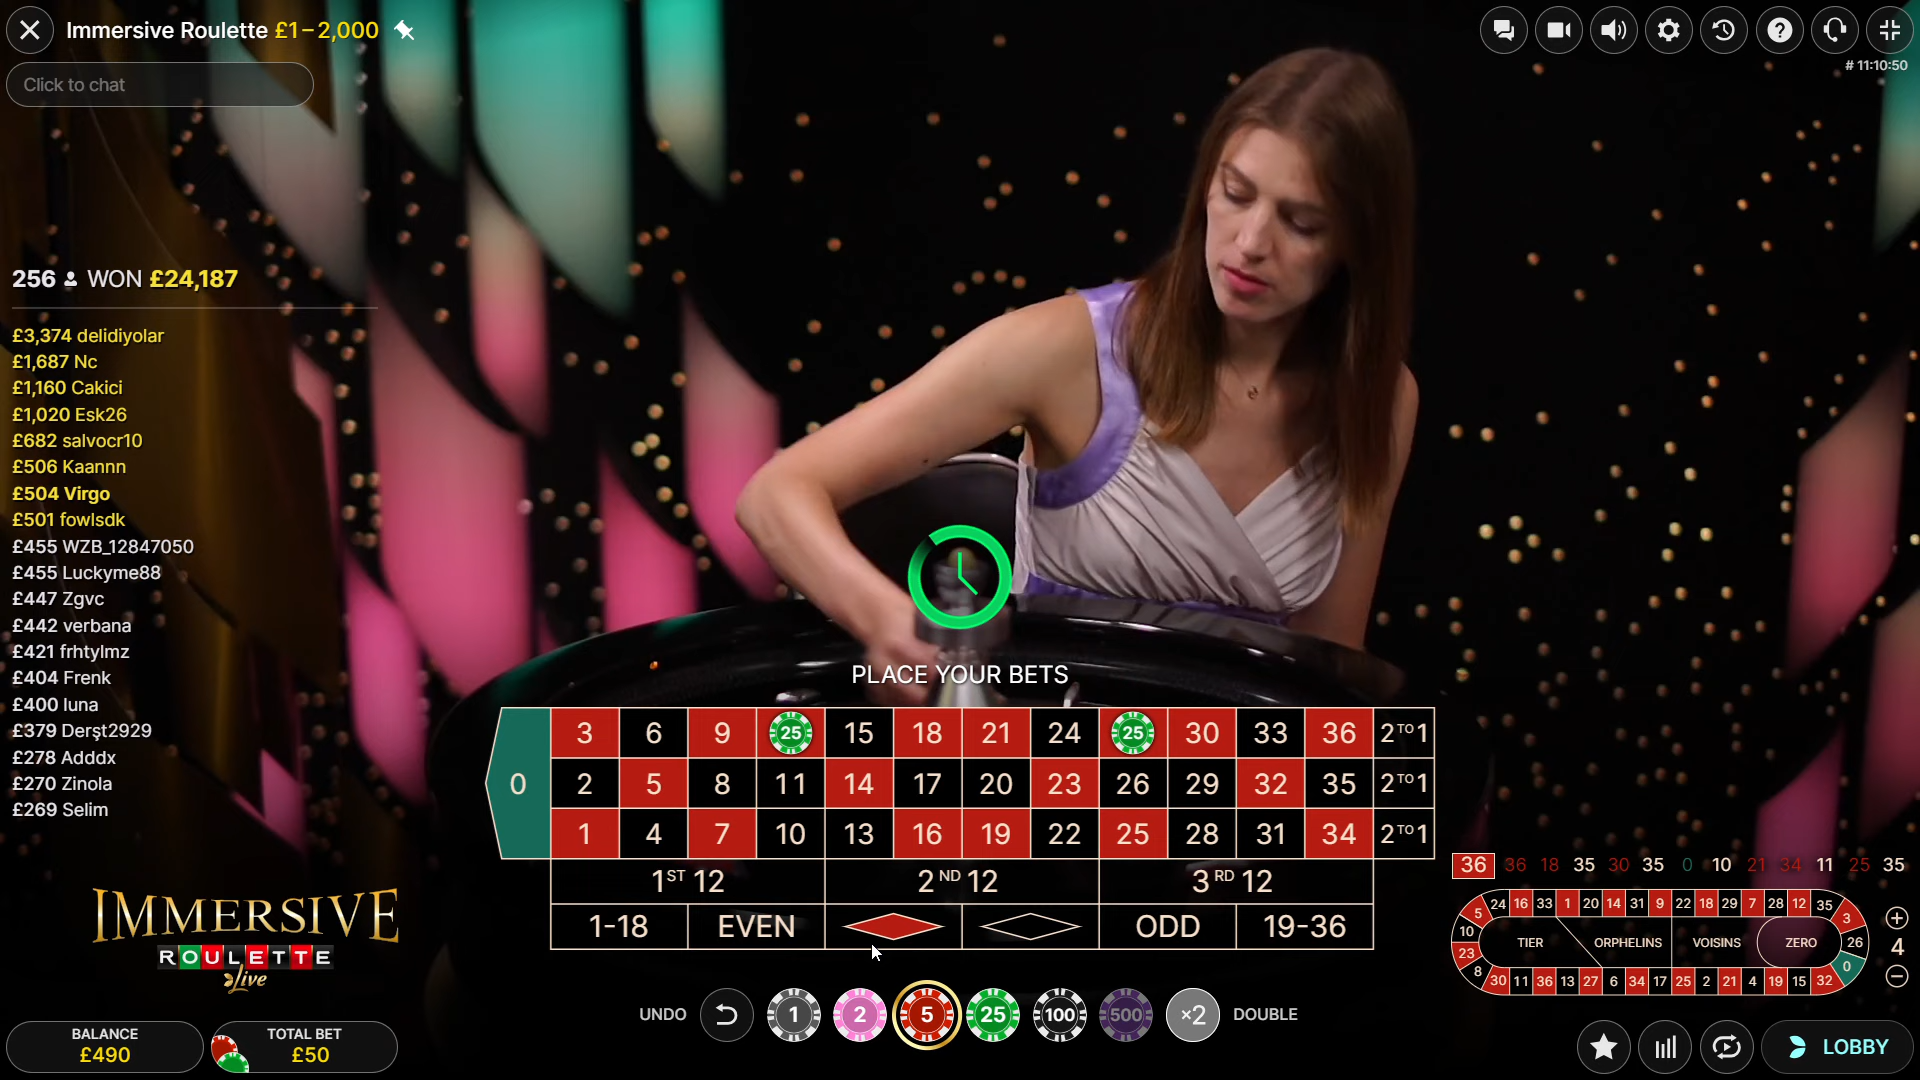 Immersive Roulette £1–2,000
# 11:10:50
Click to chat
256 WON £24,187
£3,374 delidiyolar
£1,687 Nc
£1,160 Cakici
£1,020 Esk26
£682 salvocr10
£506 Kaannn
£504 Virgo
£501 fowlsdk
£455 WZB_12847050
£455 Luckyme88
£447 Zgvc
£442 verbana
£421 frhtylmz
£404 Frenk
£400 luna
£379 Derşt2929
£278 Adddx
£270 Zinola
£269 Selim
PLACE YOUR BETS
3 6 9 25 15 18 21 24 25 30 33 36 2 TO 1
0 2 5 8 11 14 17 20 23 26 29 32 35 2 TO 1
1 4 7 10 13 16 19 22 25 28 31 34 2 TO 1
1ST 12 2ND 12 3RD 12
1-18 EVEN ODD 19-36
36 36 18 35 30 35 0 10 21 34 11 25 35
5 24 16 33 1 20 14 31 9 22 18 29 7 28 12 35 3
10 TIER ORPHELINS VOISINS ZERO 26
23 0
8 30 11 36 13 27 6 34 17 25 2 21 4 19 15 32
4
IMMERSIVE
ROULETTE
Live
UNDO 1 2 5 25 100 500 ×2 DOUBLE
BALANCE
£490
TOTAL BET
£50
LOBBY